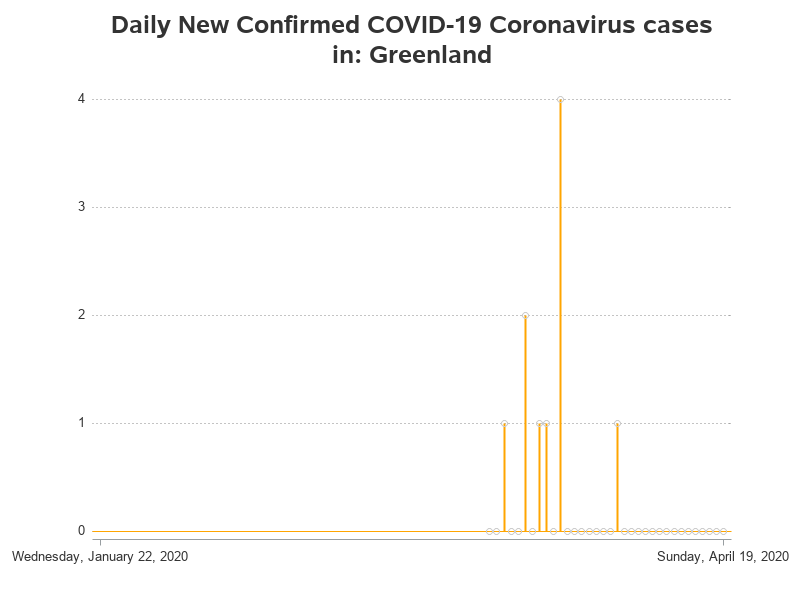 Daily New Confirmed COVID-19 Coronavirus cases
in: Greenland
4
3
2
1
0
Wednesday, January 22, 2020
Sunday, April 19, 2020